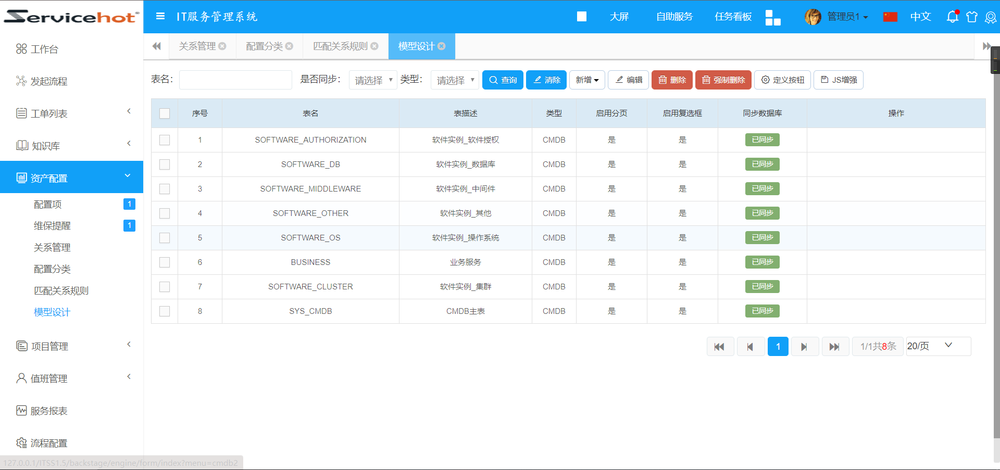 Servicehot®
IT服务管理系统
大屏
自助服务
任务看板
管理员1
中文
关系管理
配置分类
匹配关系规则
模型设计
工作台
发起流程
工单列表
知识库
资产配置
配置项 1
维保提醒 1
关系管理
配置分类
匹配关系规则
模型设计
项目管理
值班管理
服务报表
流程配置
表名：
是否同步： 请选择
类型： 请选择
查询
清除
新增
编辑
删除
强制删除
定义按钮
JS增强
序号 表名 表描述 类型 启用分页 启用复选框 同步数据库 操作
1 SOFTWARE_AUTHORIZATION 软件实例_软件授权 CMDB 是 是 已同步
2 SOFTWARE_DB 软件实例_数据库 CMDB 是 是 已同步
3 SOFTWARE_MIDDLEWARE 软件实例_中间件 CMDB 是 是 已同步
4 SOFTWARE_OTHER 软件实例_其他 CMDB 是 是 已同步
5 SOFTWARE_OS 软件实例_操作系统 CMDB 是 是 已同步
6 BUSINESS 业务服务 CMDB 是 是 已同步
7 SOFTWARE_CLUSTER 软件实例_集群 CMDB 是 是 已同步
8 SYS_CMDB CMDB主表 CMDB 是 是 已同步
1
1/1共8条
20/页
127.0.0.1/ITSS1.5/backstage/engine/form/index?menu=cmdb2